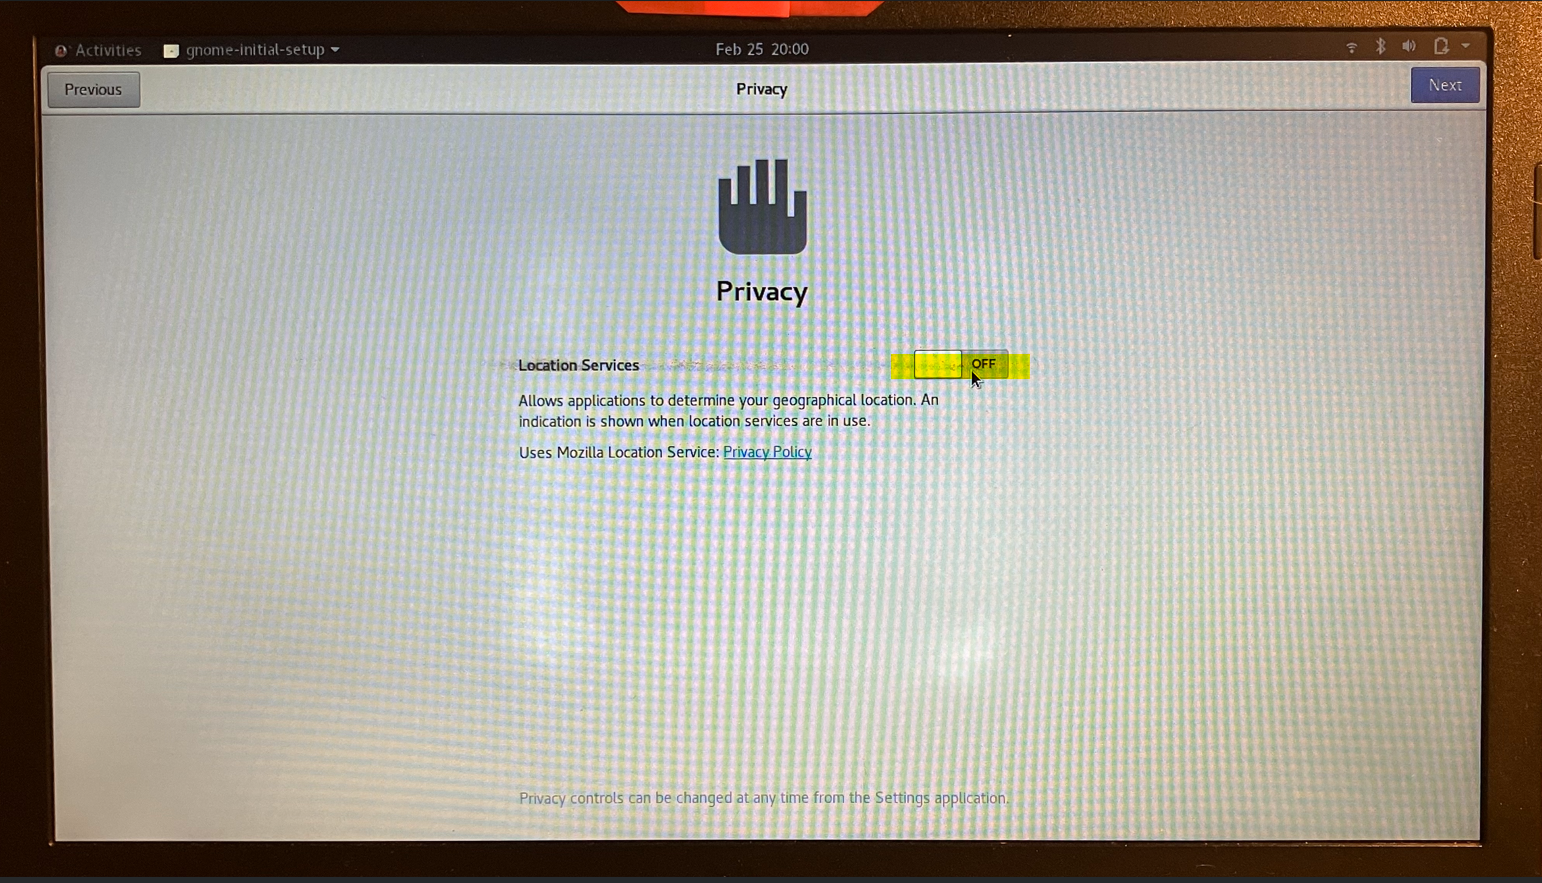 Activities gnome-initial-setup Feb 25 20:00
Previous Privacy Next
Privacy
Location Services OFF
Allows applications to determine your geographical location. An
indication is shown when location services are in use.
Uses Mozilla Location Service: Privacy Policy
Privacy controls can be changed at any time from the Settings application.